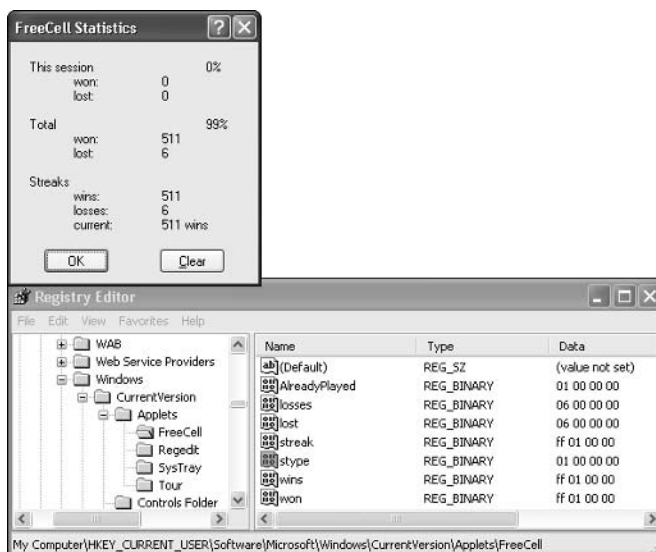 FreeCell Statistics
This session 0%
won: 0
lost: 0
Total 99%
won: 511
lost: 6
Streaks
wins: 511
losses: 6
current: 511 wins
OK Clear
Registry Editor
File Edit View Favorites Help
WAB
Web Service Providers
Windows
CurrentVersion
Applets
FreeCell
Regedit
SysTray
Tour
Controls Folder
Name Type Data
(Default) REG_SZ (value not set)
AlreadyPlayed REG_BINARY 01 00 00 00
losses REG_BINARY 06 00 00 00
lost REG_BINARY 06 00 00 00
streak REG_BINARY ff 01 00 00
stype REG_BINARY 01 00 00 00
wins REG_BINARY ff 01 00 00
won REG_BINARY ff 01 00 00
My Computer\HKEY_CURRENT_USER\Software\Microsoft\Windows\CurrentVersion\Applets\FreeCell